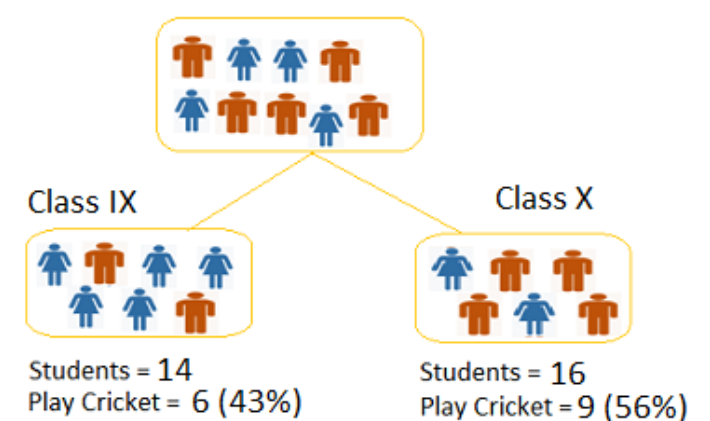 Class IX
Students = 14
Play Cricket = 6 (43%)
Class X
Students = 16
Play Cricket = 9 (56%)